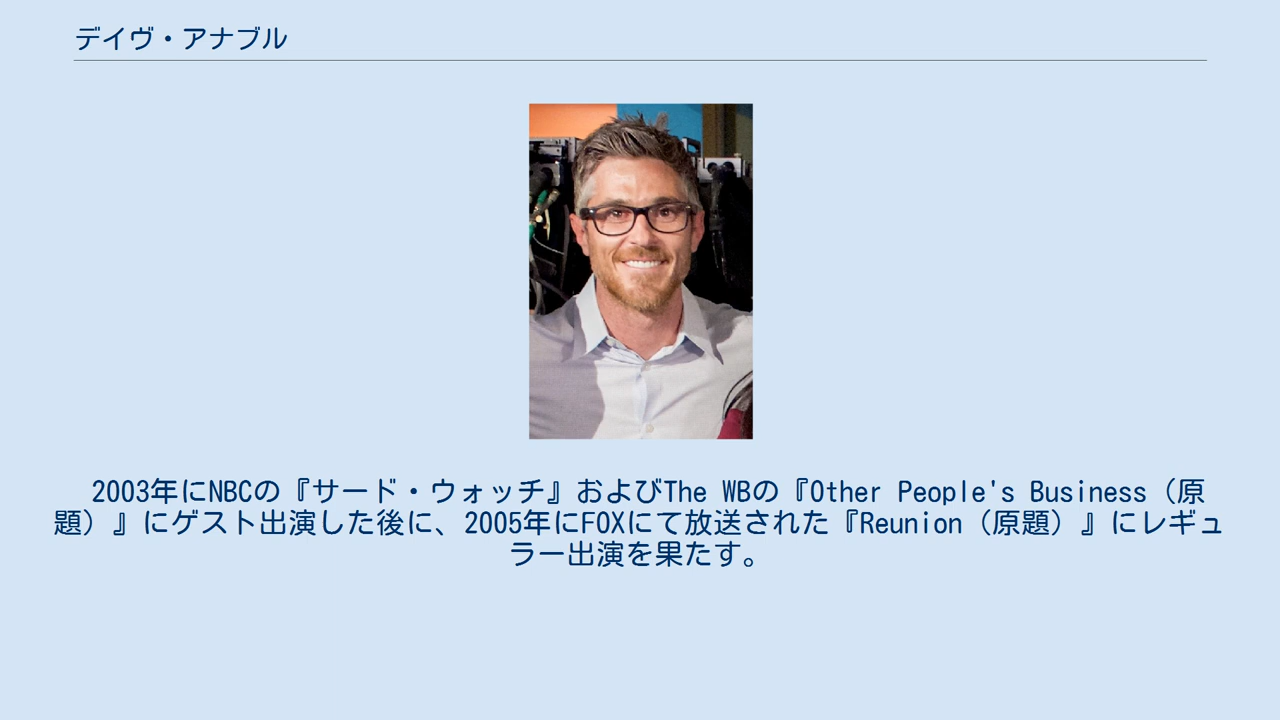 デイヴ・アナブル
2003年にNBCの『サード・ウォッチ』およびThe WBの『Other People's Business（原
題）』にゲスト出演した後に、2005年にFOXにて放送された『Reunion（原題）』にレギュ
ラー出演を果たす。